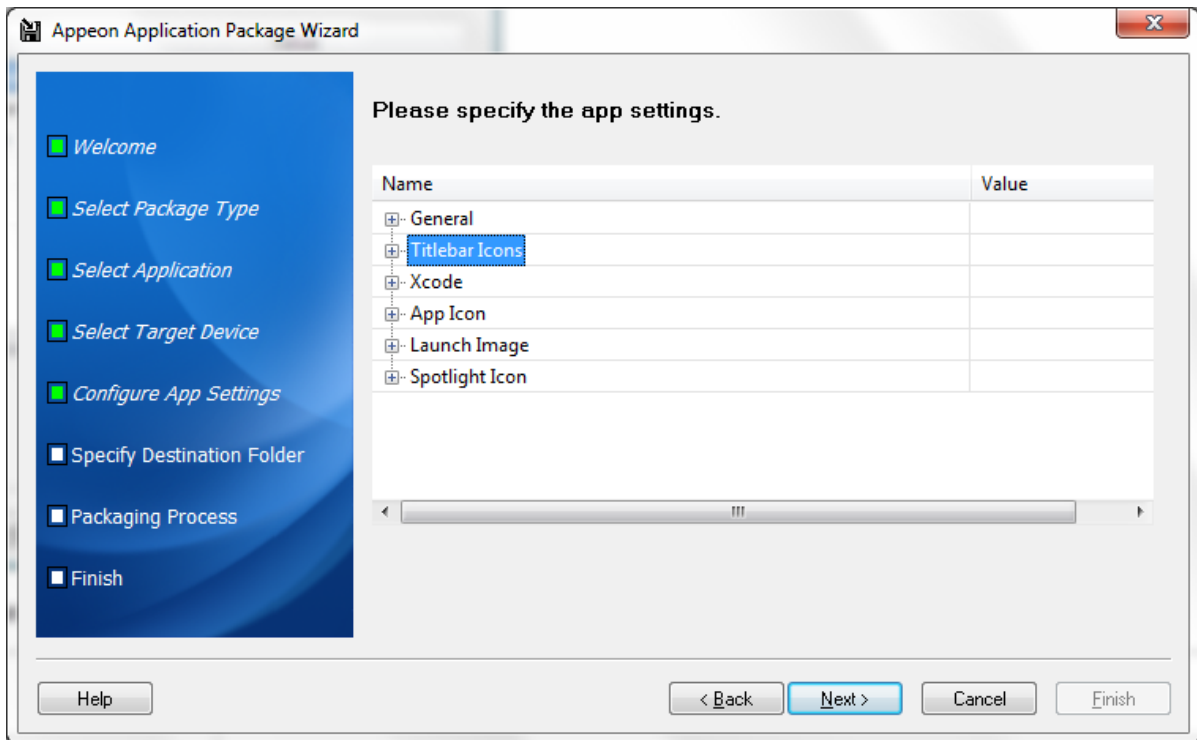 Appeon Application Package Wizard
Welcome
Select Package Type
Select Application
Select Target Device
Configure App Settings
Specify Destination Folder
Packaging Process
Finish
Please specify the app settings.
Name Value
General
Titlebar Icons
Xcode
App Icon
Launch Image
Spotlight Icon
Help < Back Next > Cancel Finish